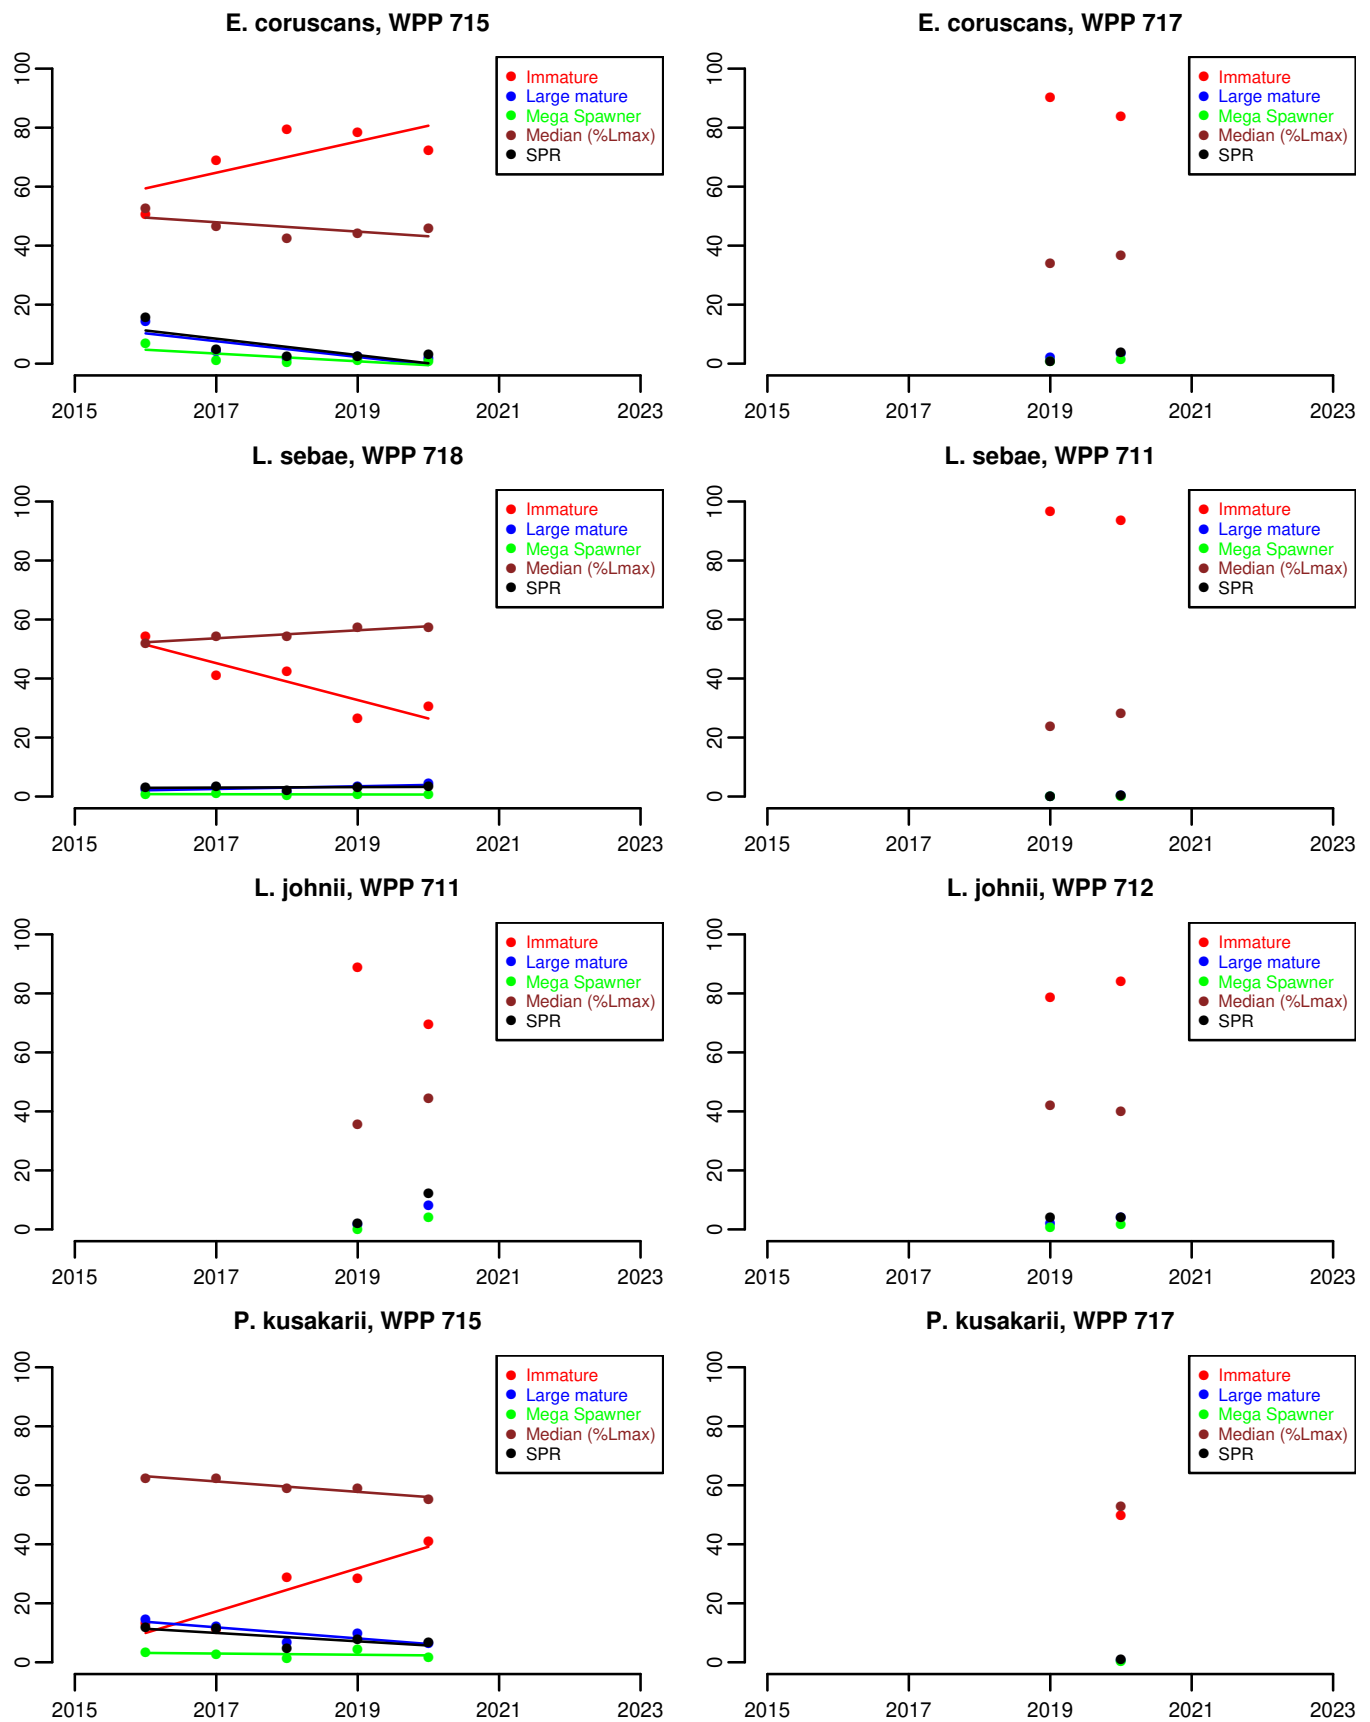 E. coruscans, WPP 715
100
80
60
40
20
0
Immature
Large mature
Mega Spawner
Median (%Lmax)
SPR
2015 2017 2019 2021 2023
E. coruscans, WPP 717
100
80
60
40
20
0
Immature
Large mature
Mega Spawner
Median (%Lmax)
SPR
2015 2017 2019 2021 2023
L. sebae, WPP 718
100
80
60
40
20
0
Immature
Large mature
Mega Spawner
Median (%Lmax)
SPR
2015 2017 2019 2021 2023
L. sebae, WPP 711
100
80
60
40
20
0
Immature
Large mature
Mega Spawner
Median (%Lmax)
SPR
2015 2017 2019 2021 2023
L. johnii, WPP 711
100
80
60
40
20
0
Immature
Large mature
Mega Spawner
Median (%Lmax)
SPR
2015 2017 2019 2021 2023
L. johnii, WPP 712
100
80
60
40
20
0
Immature
Large mature
Mega Spawner
Median (%Lmax)
SPR
2015 2017 2019 2021 2023
P. kusakarii, WPP 715
100
80
60
40
20
0
Immature
Large mature
Mega Spawner
Median (%Lmax)
SPR
2015 2017 2019 2021 2023
P. kusakarii, WPP 717
100
80
60
40
20
0
Immature
Large mature
Mega Spawner
Median (%Lmax)
SPR
2015 2017 2019 2021 2023